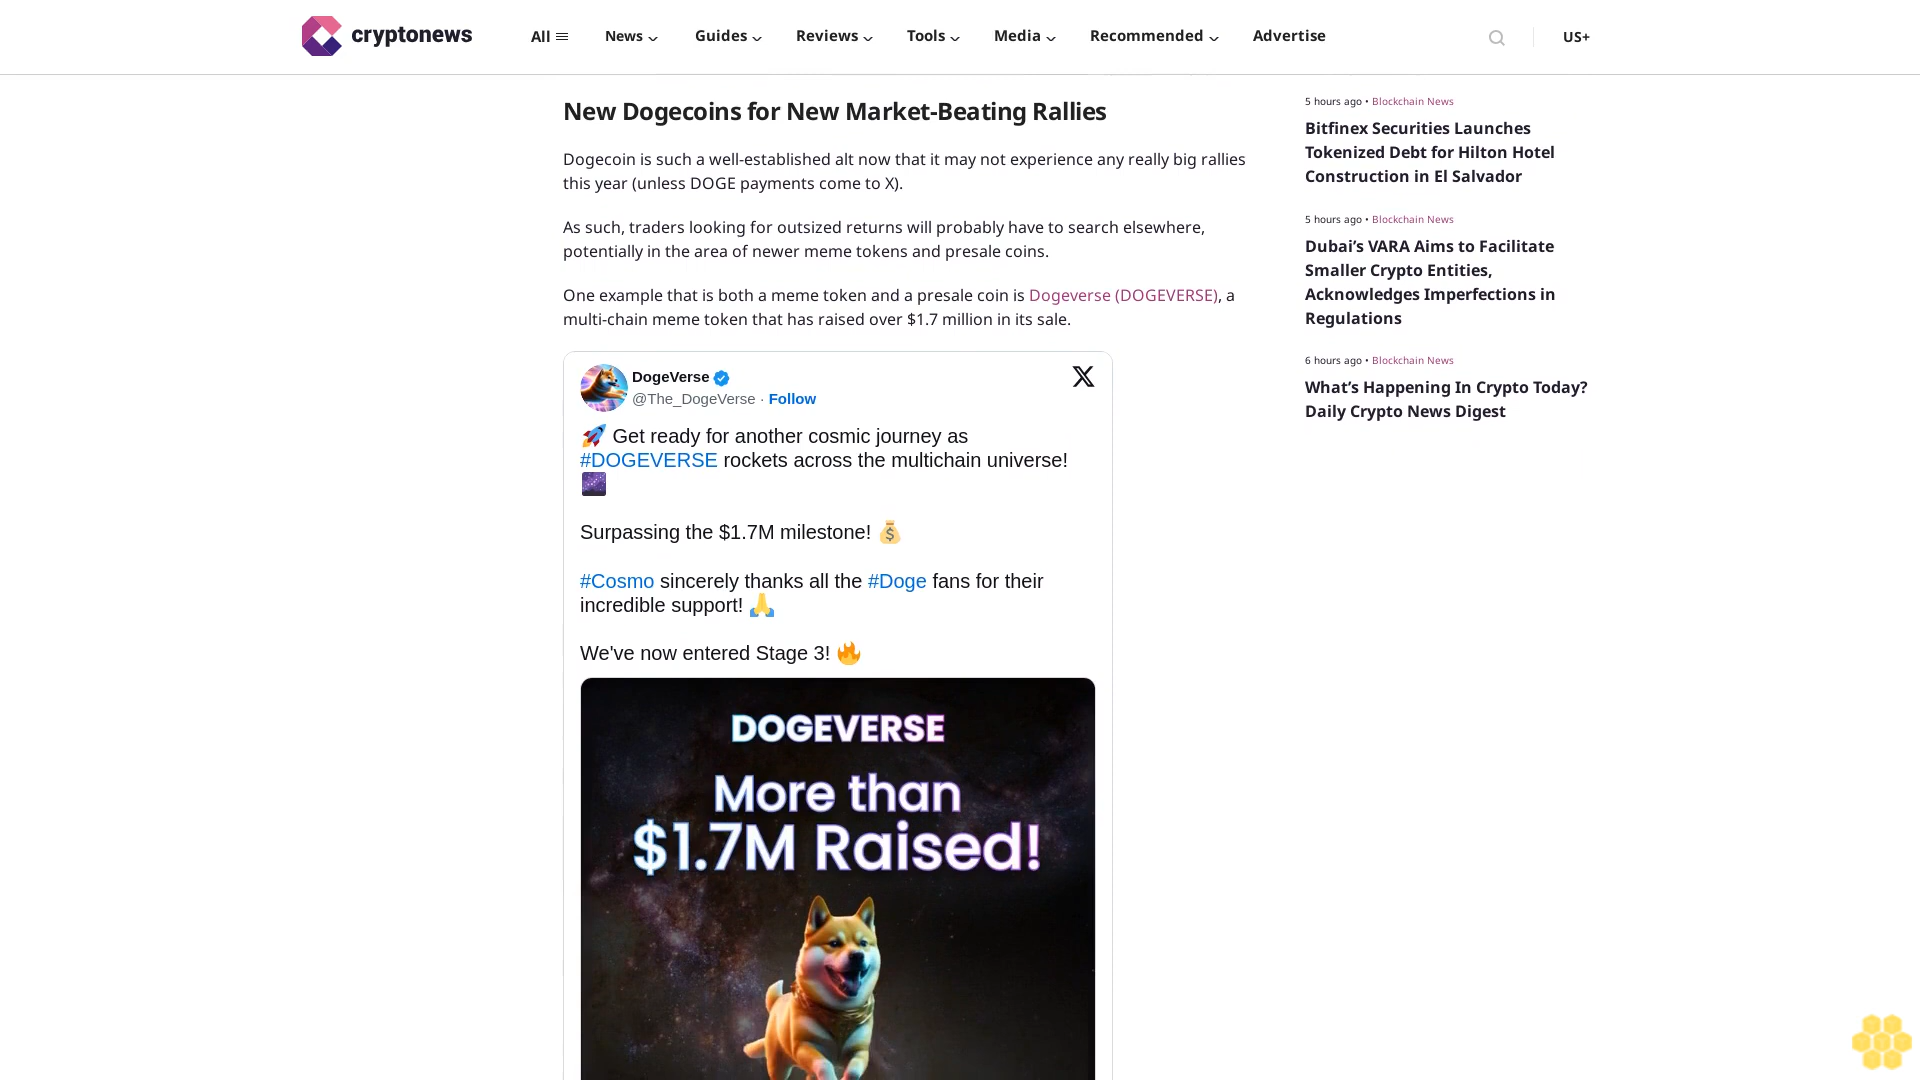 cryptonews
All
News
Guides
Reviews
Tools
Media
Recommended
Advertise
US+
New Dogecoins for New Market-Beating Rallies
Dogecoin is such a well-established alt now that it may not experience any really big rallies
this year (unless DOGE payments come to X).
As such, traders looking for outsized returns will probably have to search elsewhere,
potentially in the area of newer meme tokens and presale coins.
One example that is both a meme token and a presale coin is Dogeverse (DOGEVERSE), a
multi-chain meme token that has raised over $1.7 million in its sale.
DogeVerse
@The_DogeVerse · Follow
🚀 Get ready for another cosmic journey as
#DOGEVERSE rockets across the multichain universe!
🌌
Surpassing the $1.7M milestone! 💰
#Cosmo sincerely thanks all the #Doge fans for their
incredible support! 🙏
We've now entered Stage 3! 🔥
DOGEVERSE
More than
$1.7M Raised!
5 hours ago • Blockchain News
Bitfinex Securities Launches
Tokenized Debt for Hilton Hotel
Construction in El Salvador
5 hours ago • Blockchain News
Dubai’s VARA Aims to Facilitate
Smaller Crypto Entities,
Acknowledges Imperfections in
Regulations
6 hours ago • Blockchain News
What’s Happening In Crypto Today?
Daily Crypto News Digest